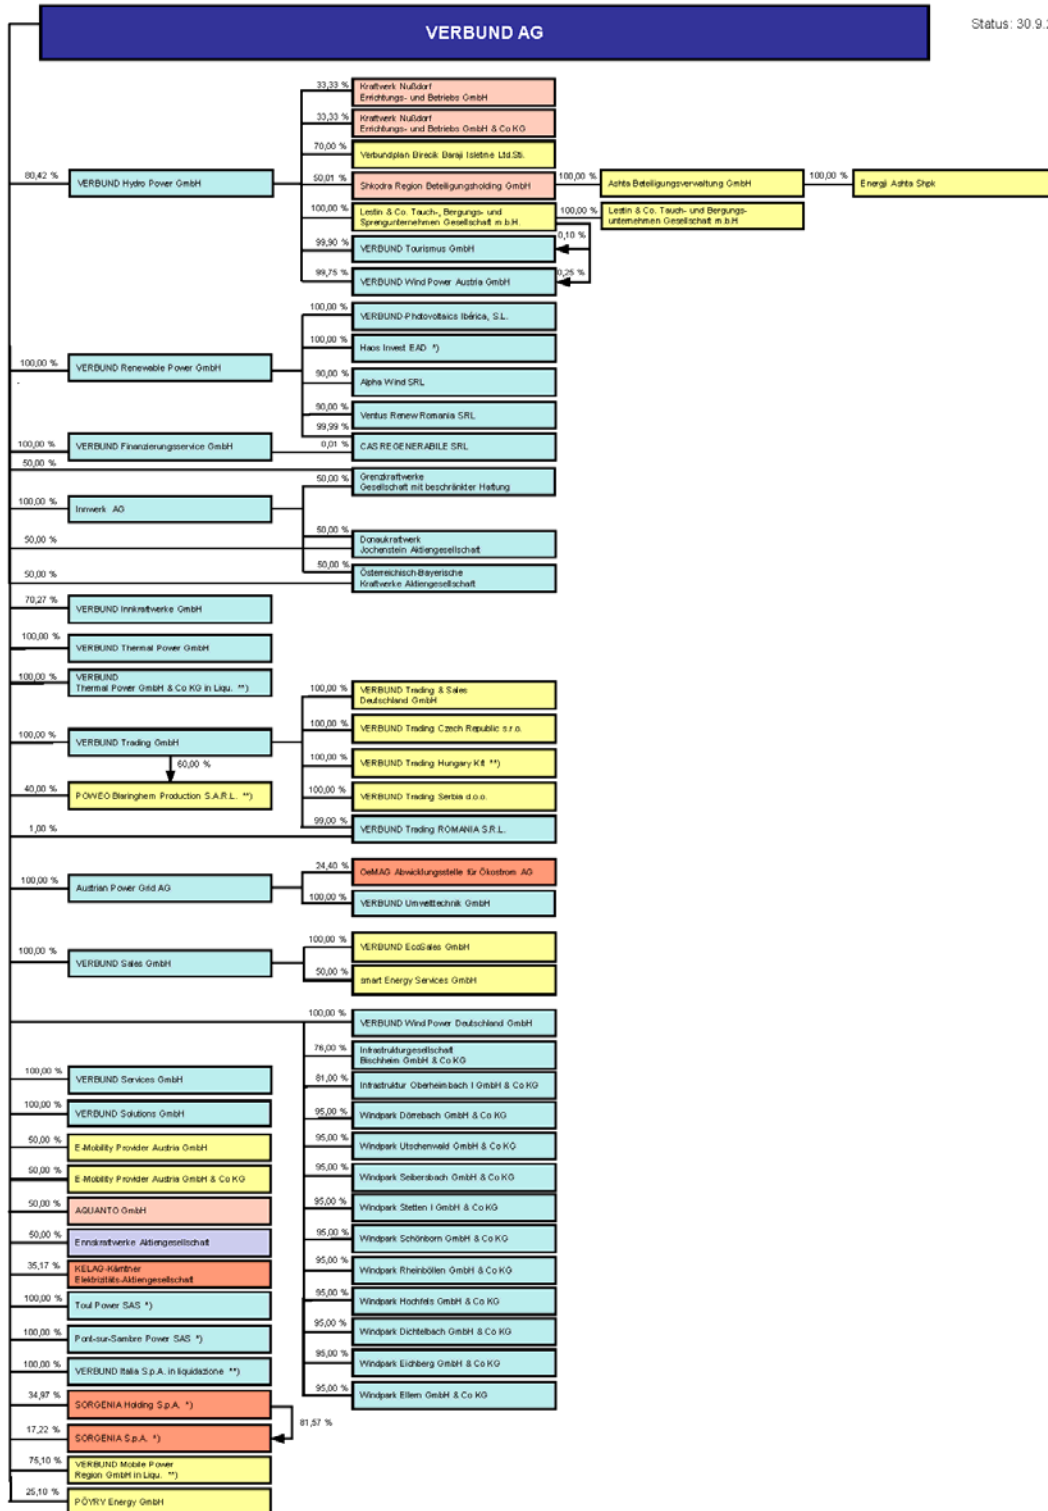 VERBUND AG
Status: 30.9.
33,33 %
Kraftwerk Nußdorf
Errichtungs- und Betriebs GmbH
33,33 %
Kraftwerk Nußdorf
Errichtungs- und Betriebs GmbH & Co KG
70,00 %
Verbundplan Birecik Baraji Isletme Ltd.Sti.
80,42 %
VERBUND Hydro Power GmbH
50,01 %
Shkodra Region Beteiligungsholding GmbH
100,00 %
Ashta Beteiligungsverwaltung GmbH
100,00 %
Energji Ashta Shpk
100,00 %
Lestin & Co. Tauch-, Bergungs- und
Sprengunternehmen Gesellschaft m.b.H.
100,00 %
Lestin & Co. Tauch- und Bergungs-
unternehmen Gesellschaft m.b.H
0,10 %
99,90 %
VERBUND Tourismus GmbH
99,75 %
VERBUND Wind Power Austria GmbH
0,25 %
100,00 %
VERBUND-Photovoltaics Ibérica, S.L.
100,00 %
Haos Invest EAD *)
100,00 %
VERBUND Renewable Power GmbH
90,00 %
Alpha Wind SRL
90,00 %
Ventus Renew Romania SRL
99,99 %
100,00 %
VERBUND Finanzierungsservice GmbH
0,01 %
CAS REGENERABILE SRL
50,00 %
50,00 %
Grenzkraftwerke
Gesellschaft mit beschränkter Haftung
100,00 %
Innwerk AG
50,00 %
50,00 %
Donaukraftwerk
Jochenstein Aktiengesellschaft
50,00 %
50,00 %
Österreichisch-Bayerische
Kraftwerke Aktiengesellschaft
70,27 %
VERBUND Innkraftwerke GmbH
100,00 %
VERBUND Thermal Power GmbH
100,00 %
VERBUND
Thermal Power GmbH & Co KG in Liqu. **)
100,00 %
VERBUND Trading & Sales
Deutschland GmbH
100,00 %
VERBUND Trading Czech Republic s.r.o.
100,00 %
VERBUND Trading GmbH
60,00 %
100,00 %
VERBUND Trading Hungary Kft **)
40,00 %
POWEO Blaringhem Production S.A.R.L. **)
100,00 %
VERBUND Trading Serbia d.o.o.
1,00 %
99,00 %
VERBUND Trading ROMANIA S.R.L.
24,40 %
OeMAG Abwicklungsstelle für Ökostrom AG
100,00 %
Austrian Power Grid AG
100,00 %
VERBUND Umwelttechnik GmbH
100,00 %
VERBUND EcoSales GmbH
100,00 %
VERBUND Sales GmbH
50,00 %
smart Energy Services GmbH
100,00 %
VERBUND Wind Power Deutschland GmbH
76,00 %
Infrastrukturgesellschaft
Bischheim GmbH & Co KG
100,00 %
VERBUND Services GmbH
81,00 %
Infrastruktur Oberheimbach I GmbH & Co KG
100,00 %
VERBUND Solutions GmbH
95,00 %
Windpark Dörrebach GmbH & Co KG
50,00 %
E-Mobility Provider Austria GmbH
95,00 %
Windpark Utschenwald GmbH & Co KG
50,00 %
E-Mobility Provider Austria GmbH & Co KG
95,00 %
Windpark Seibersbach GmbH & Co KG
50,00 %
AQUANTO GmbH
95,00 %
Windpark Stetten I GmbH & Co KG
50,00 %
Ennskraftwerke Aktiengesellschaft
95,00 %
Windpark Schönborn GmbH & Co KG
35,17 %
KELAG-Kärntner
Elektrizitäts-Aktiengesellschaft
95,00 %
Windpark Rheinböllen GmbH & Co KG
100,00 %
Toul Power SAS *)
95,00 %
Windpark Hochfels GmbH & Co KG
100,00 %
Pont-sur-Sambre Power SAS *)
95,00 %
Windpark Dichtelbach GmbH & Co KG
100,00 %
VERBUND Italia S.p.A. in liquidazione **)
95,00 %
Windpark Eichberg GmbH & Co KG
34,97 %
SORGENIA Holding S.p.A. *)
95,00 %
Windpark Ellern GmbH & Co KG
81,57 %
17,22 %
SORGENIA S.p.A. *)
75,10 %
VERBUND Mobile Power
Region GmbH in Liqu. **)
25,10 %
PÖYRY Energy GmbH